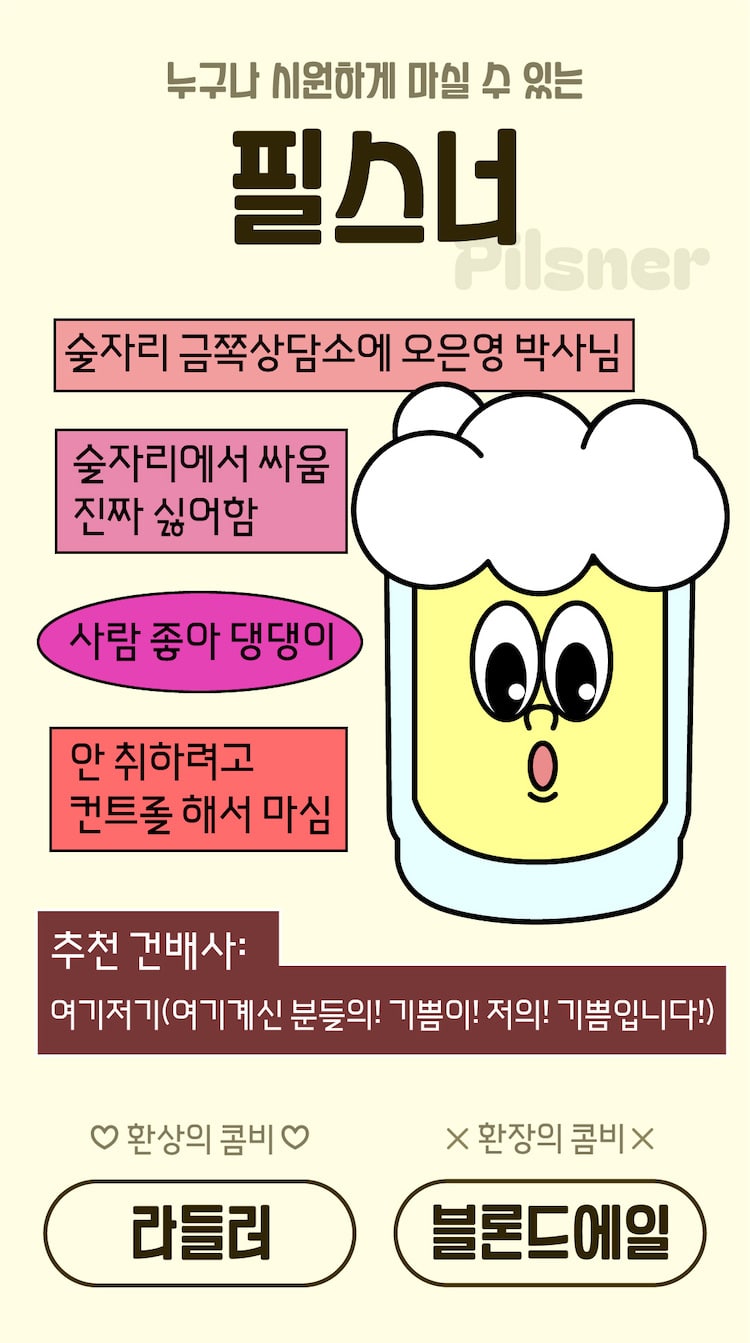 누구나 시원하게 마실 수 있는
필스너
Pilsner
술자리 금쪽상담소에 오은영 박사님
술자리에서 싸움
진짜 싫어함
사람 좋아 댕댕이
안 취하려고
컨트롤 해서 마심
추천 건배사:
여기저기(여기계신 분들의! 기쁨이! 저의! 기쁨입니다!)
♡ 환상의 콤비 ♡
× 환장의 콤비 ×
라들러
블론드에일